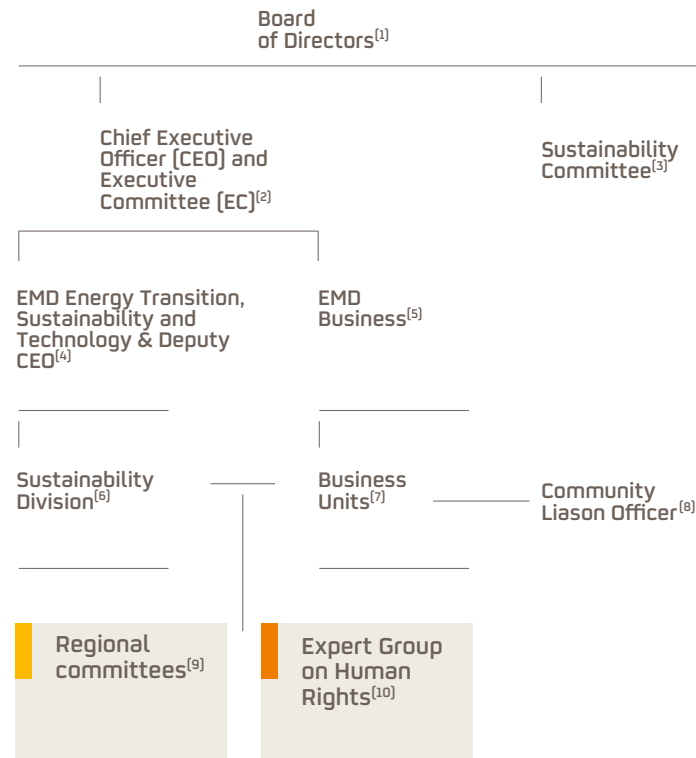 Board
of Directors[1]
Chief Executive
Officer [CEO] and
Executive
Committee [EC][2]
Sustainability
Committee[3]
EMD Energy Transition,
Sustainability and
Technology & Deputy
CEO[4]
EMD
Business[5]
Sustainability
Division[6]
Business
Units[7]
Community
Liason Officer[8]
Regional
committees[9]
Expert Group
on Human
Rights[10]